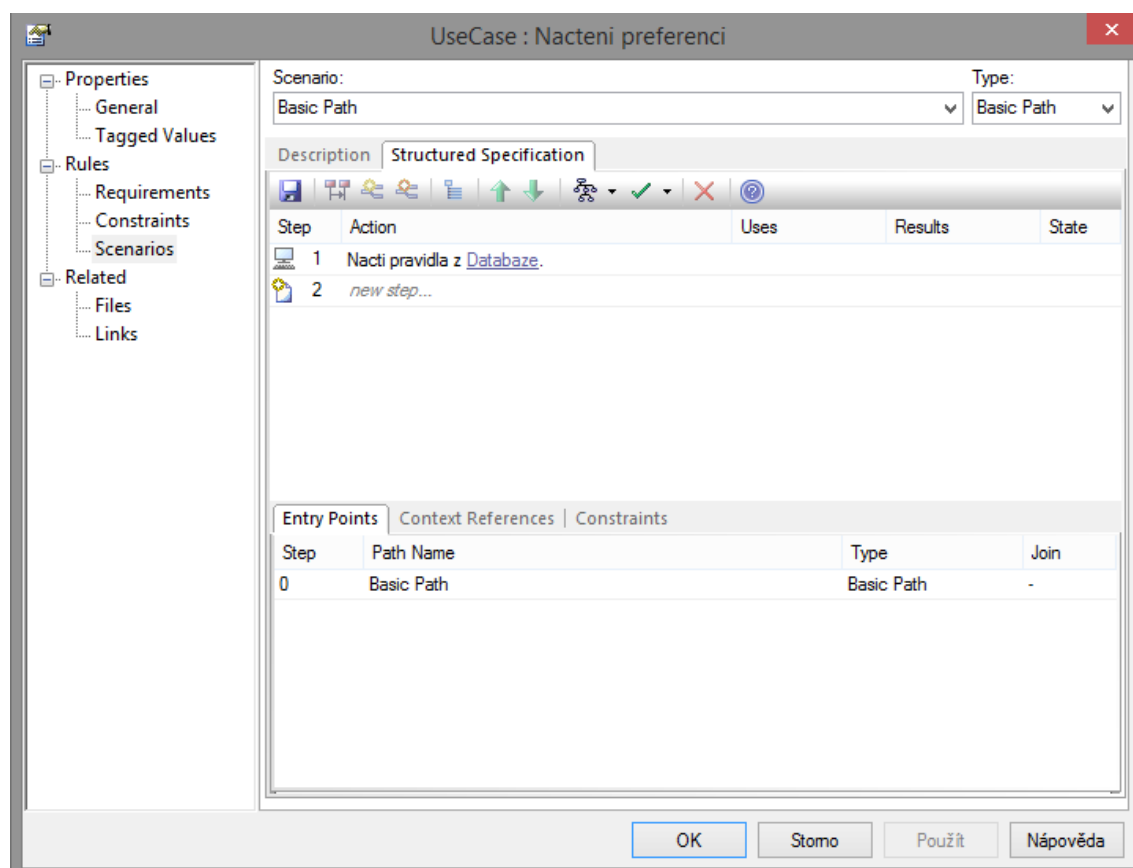 UseCase : Nacteni preferenci
Properties
General
Tagged Values
Rules
Requirements
Constraints
Scenarios
Related
Files
Links
Scenario: Type:
Basic Path Basic Path
Description Structured Specification
Step Action Uses Results State
1 Nacti pravidla z Databaze.
2 new step...
Entry Points Context References Constraints
Step Path Name Type Join
0 Basic Path Basic Path -
OK Storno Použít Nápověda